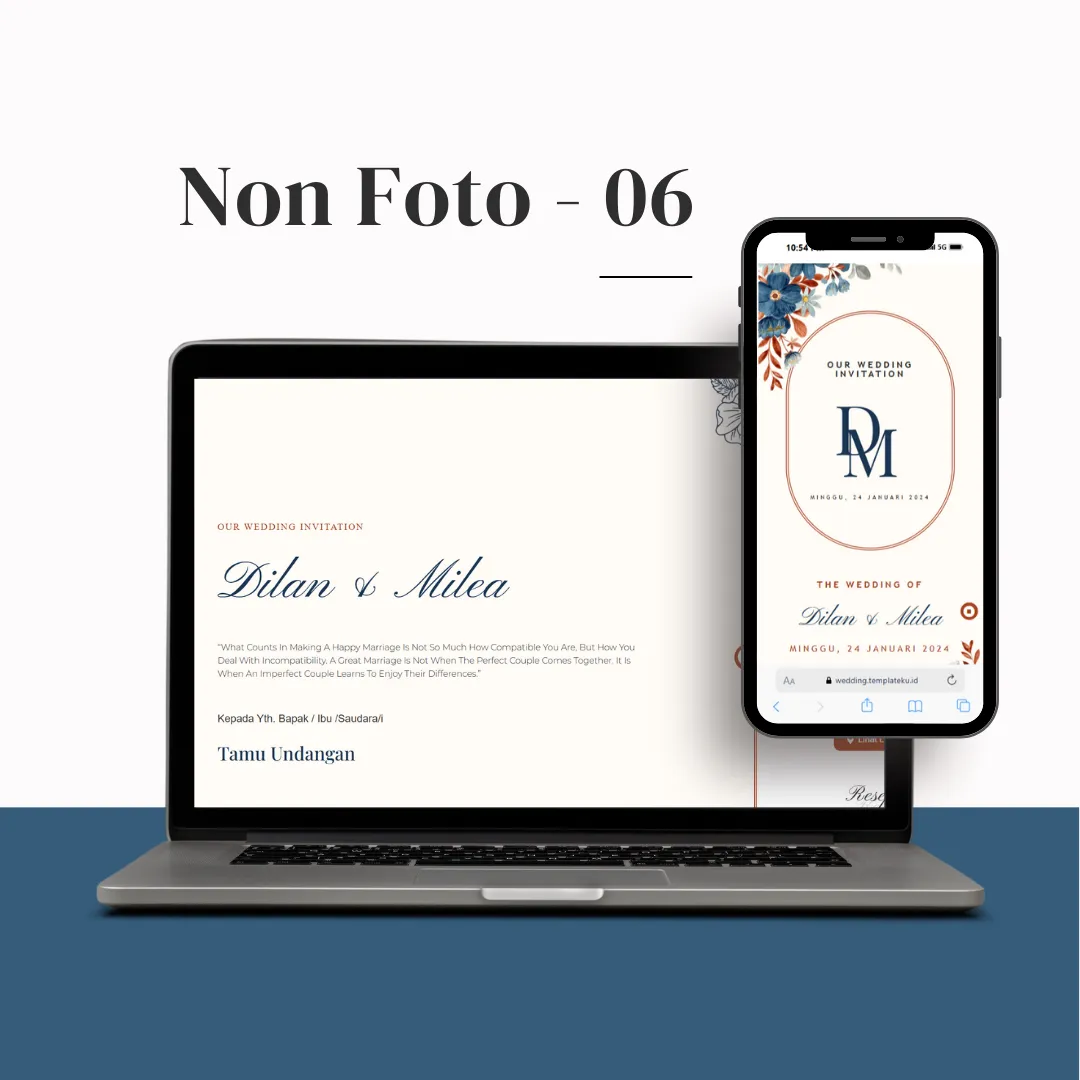 Non Foto - 06
OUR WEDDING INVITATION
Dilan & Milea
"What Counts In Making A Happy Marriage Is Not So Much How Compatible You Are, But How You
Deal With Incompatibility. A Great Marriage Is Not When The Perfect Couple Comes Together, It Is
When An Imperfect Couple Learns To Enjoy Their Differences."
Kepada Yth. Bapak / Ibu /Saudara/i
Tamu Undangan
10:54
5G
OUR WEDDING
INVITATION
DM
MINGGU, 24 JANUARI 2024
THE WEDDING OF
Dilan & Milea
MINGGU, 24 JANUARI 2024
AA
wedding.templateku.id